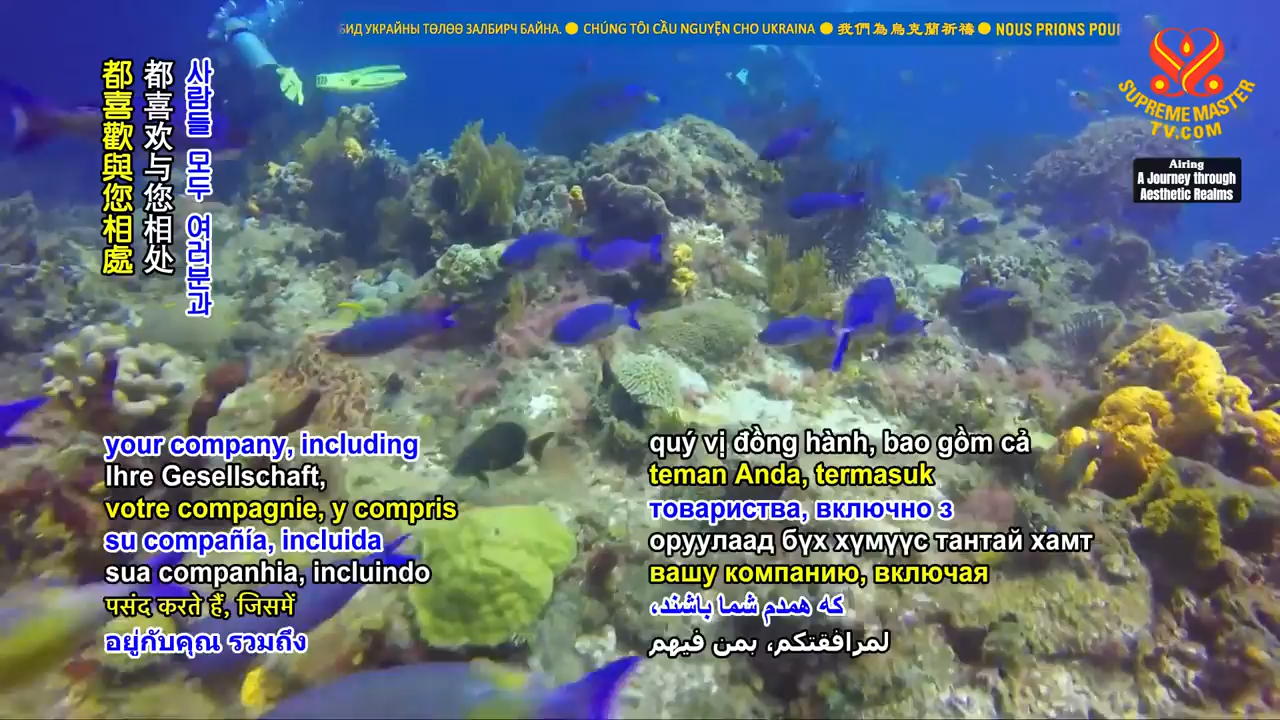 БИД УКРАЙНЫ ТӨЛӨӨ ЗАЛБИРЧ БАЙНА. ● CHÚNG TÔI CẦU NGUYỆN CHO UKRAINA ● 我們為烏克蘭祈禱 ● NOUS PRIONS POU
SUPREME MASTER
TV.COM
Airing
A Journey through
Aesthetic Realms
사람들 모두 여러분과
都喜欢与您相处
都喜歡與您相處
your company, including
Ihre Gesellschaft,
votre compagnie, y compris
su compañía, incluida
sua companhia, incluindo
पसंद करते हैं, जिसमें
อยู่กับคุณ รวมถึง
quý vị đồng hành, bao gồm cả
teman Anda, termasuk
товариства, включно з
оруулаад бүх хүмүүс тантай хамт
вашу компанию, включая
که همدم شما باشند،
لمرافقتكم، بمن فيهم